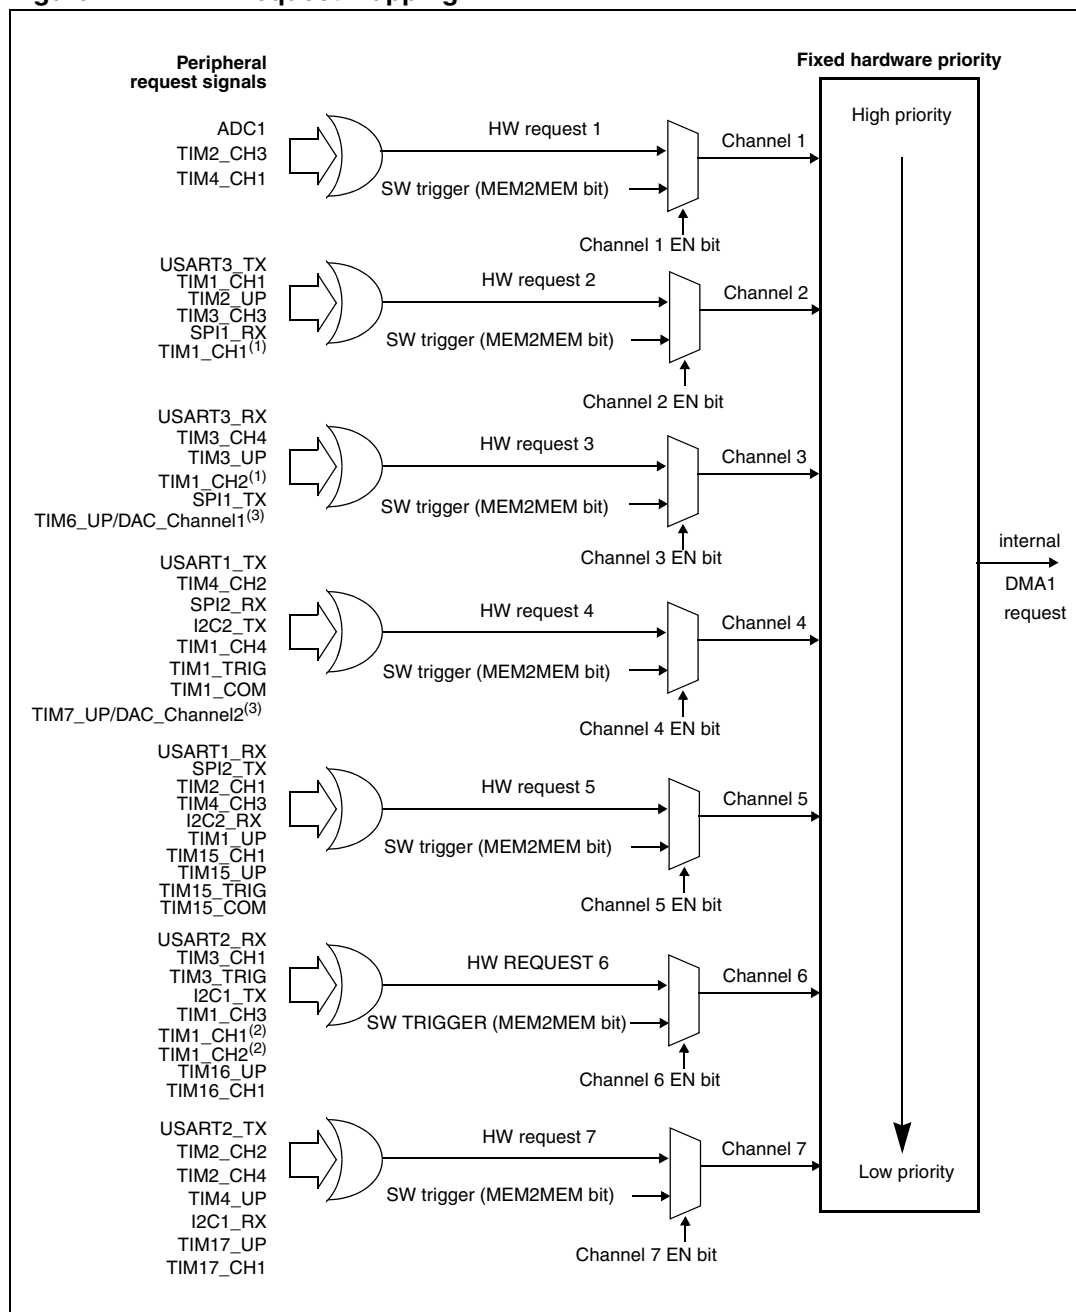 Peripheral
request signals
Fixed hardware priority
High priority
ADC1
TIM2_CH3
TIM4_CH1
HW request 1
SW trigger (MEM2MEM bit)
Channel 1
Channel 1 EN bit
USART3_TX
TIM1_CH1
TIM2_UP
TIM3_CH3
SPI1_RX
TIM1_CH1(1)
HW request 2
SW trigger (MEM2MEM bit)
Channel 2
Channel 2 EN bit
USART3_RX
TIM3_CH4
TIM3_UP
TIM1_CH2(1)
SPI1_TX
TIM6_UP/DAC_Channel1(3)
HW request 3
SW trigger (MEM2MEM bit)
Channel 3
Channel 3 EN bit
internal
DMA1
request
USART1_TX
TIM4_CH2
SPI2_RX
I2C2_TX
TIM1_CH4
TIM1_TRIG
TIM1_COM
TIM7_UP/DAC_Channel2(3)
HW request 4
SW trigger (MEM2MEM bit)
Channel 4
Channel 4 EN bit
USART1_RX
SPI2_TX
TIM2_CH1
TIM4_CH3
I2C2_RX
TIM1_UP
TIM15_CH1
TIM15_UP
TIM15_TRIG
TIM15_COM
HW request 5
SW trigger (MEM2MEM bit)
Channel 5
Channel 5 EN bit
USART2_RX
TIM3_CH1
TIM3_TRIG
I2C1_TX
TIM1_CH3
TIM1_CH1(2)
TIM1_CH2(2)
TIM16_UP
TIM16_CH1
HW REQUEST 6
SW TRIGGER (MEM2MEM bit)
Channel 6
Channel 6 EN bit
USART2_TX
TIM2_CH2
TIM2_CH4
TIM4_UP
I2C1_RX
TIM17_UP
TIM17_CH1
HW request 7
SW trigger (MEM2MEM bit)
Channel 7
Channel 7 EN bit
Low priority